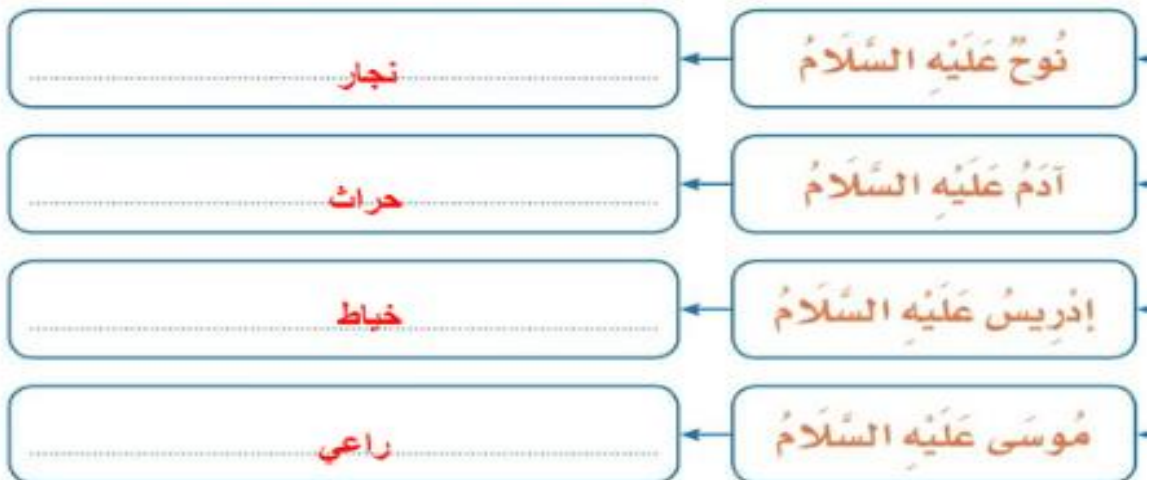 نُوحٌ عَلَيْهِ السَّلَامُ نجار
آدَمُ عَلَيْهِ السَّلَامُ حراث
إِدْرِيسُ عَلَيْهِ السَّلَامُ خياط
مُوسَى عَلَيْهِ السَّلَامُ راعي